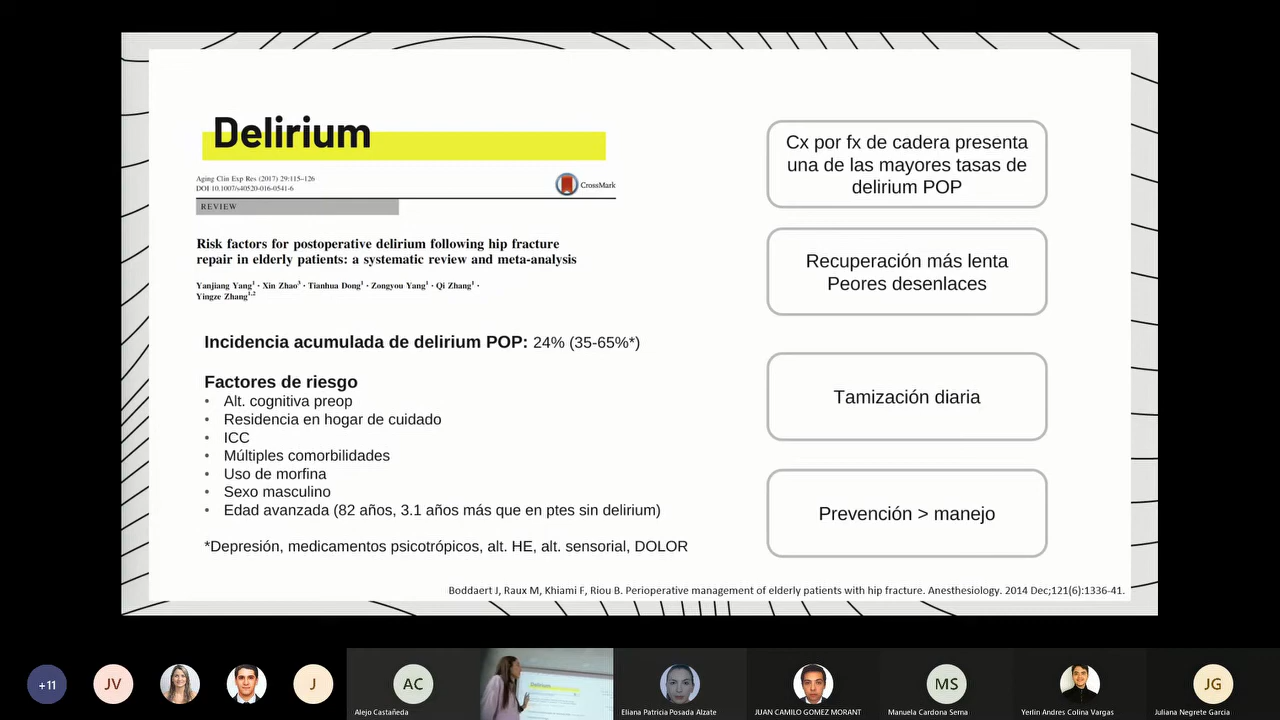 Delirium
Aging Clin Exp Res (2017) 29:115–126
DOI 10.1007/s40520-016-0541-6
CrossMark
REVIEW
Risk factors for postoperative delirium following hip fracture
repair in elderly patients: a systematic review and meta-analysis
Yanjiang Yang1 · Xin Zhao3 · Tianhua Dong1 · Zongyou Yang1 · Qi Zhang1 ·
Yingze Zhang1,2
Incidencia acumulada de delirium POP: 24% (35-65%*)
Factores de riesgo
• Alt. cognitiva preop
• Residencia en hogar de cuidado
• ICC
• Múltiples comorbilidades
• Uso de morfina
• Sexo masculino
• Edad avanzada (82 años, 3.1 años más que en ptes sin delirium)
*Depresión, medicamentos psicotrópicos, alt. HE, alt. sensorial, DOLOR
Cx por fx de cadera presenta
una de las mayores tasas de
delirium POP
Recuperación más lenta
Peores desenlaces
Tamización diaria
Prevención > manejo
Boddaert J, Raux M, Khiami F, Riou B. Perioperative management of elderly patients with hip fracture. Anesthesiology. 2014 Dec;121(6):1336-41.
+11
JV
J
AC
Alejo Castañeda
Delirium
Eliana Patricia Posada Alzate
JUAN CAMILO GOMEZ MORANT
MS
Manuela Cardona Serna
Yerlín Andres Colina Vargas
JG
Juliana Negrete García